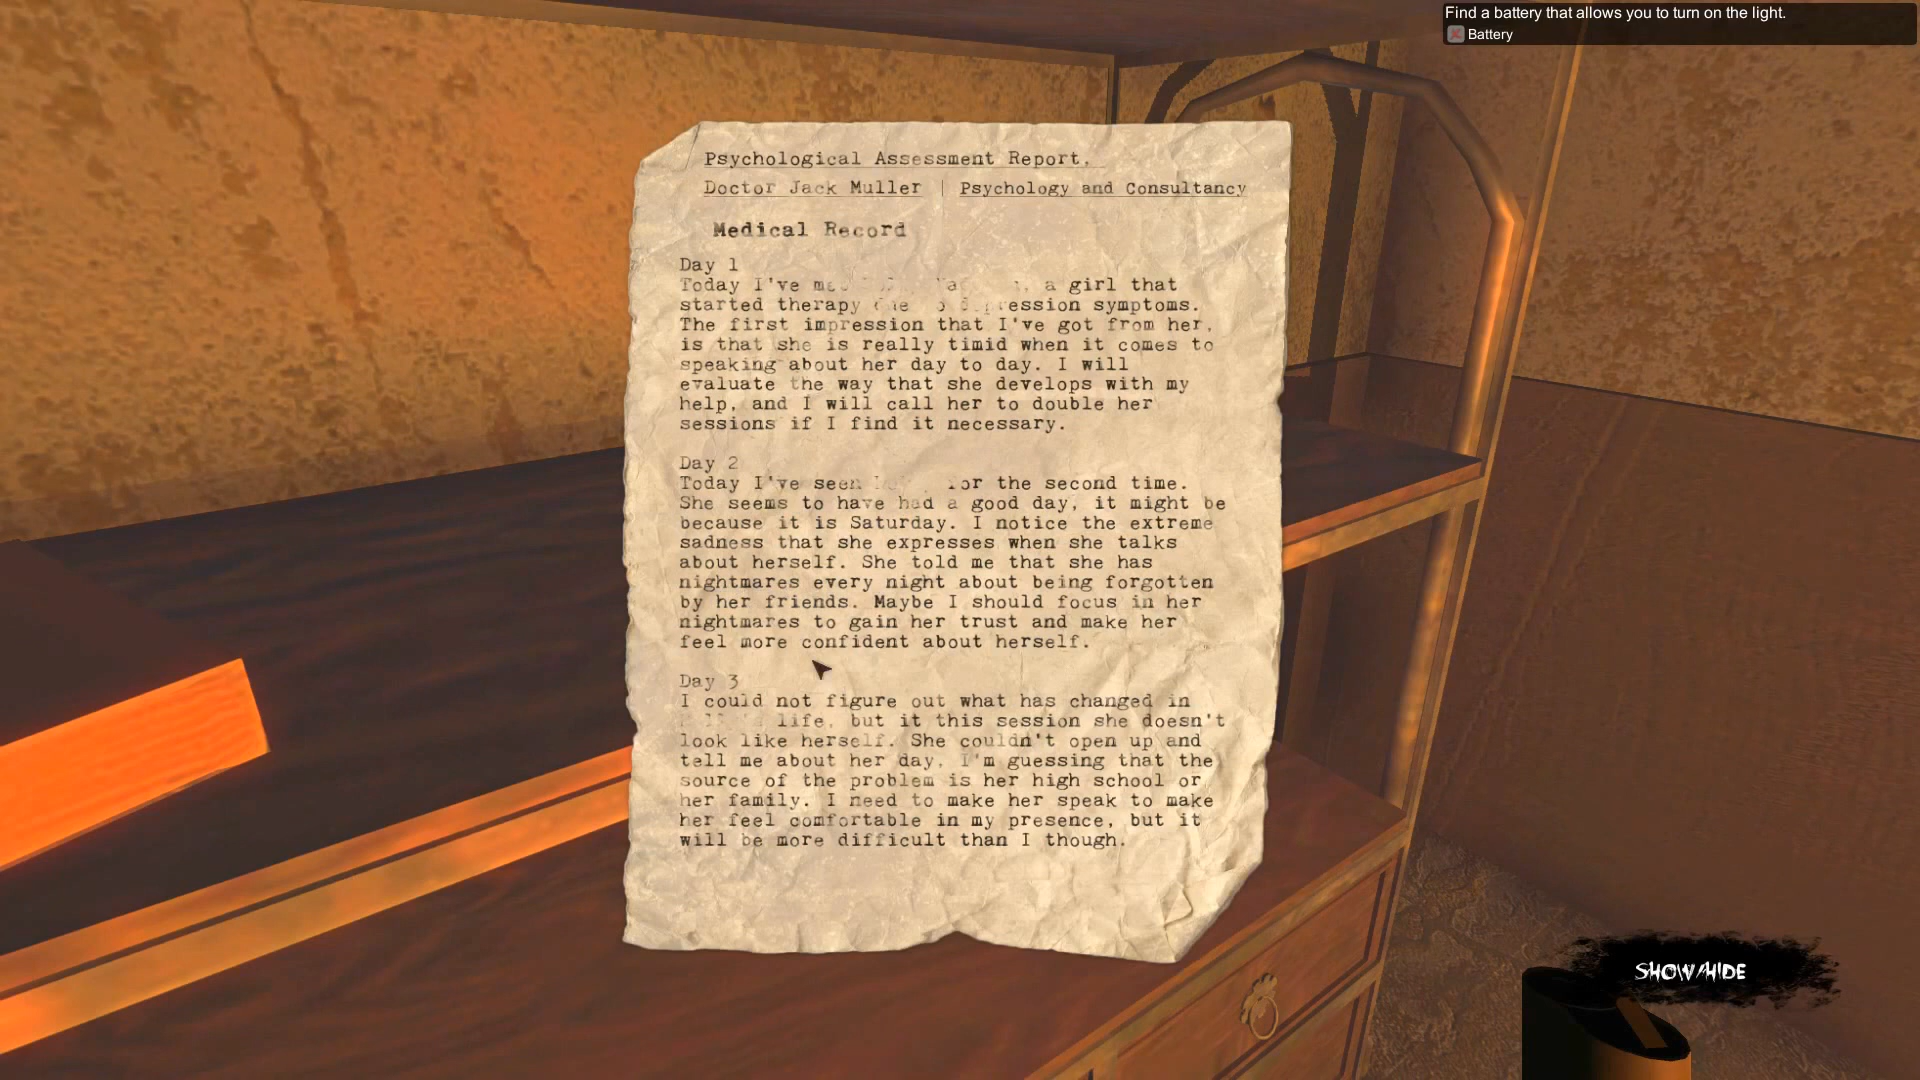 Find a battery that allows you to turn on the light.
Battery
Psychological Assessment Report.
Doctor Jack Muller | Psychology and Consultancy
Medical Record
Day 1
Today I've a girl that
started therapy symptoms.
The first impression that I've got from her,
is that she is really timid when it comes to
speaking about her day to day. I will
evaluate the way that she develops with my
help, and I will call her to double her
sessions if I find it necessary.
Day 2
Today I've seen for the second time.
She seems to have had a good day, it might be
because it is Saturday. I notice the extreme
sadness that she expresses when she talks
about herself. She told me that she has
nightmares every night about being forgotten
by her friends. Maybe I should focus in her
nightmares to gain her trust and make her
feel more confident about herself.
Day 3
I could not figure out what has changed in
life, but it this session she doesn't
look like herself. She couldn't open up and
tell me about her day, I'm guessing that the
source of the problem is her high school or
her family. I need to make her speak to make
her feel comfortable in my presence, but it
will be more difficult than I though.
SHOW/HIDE